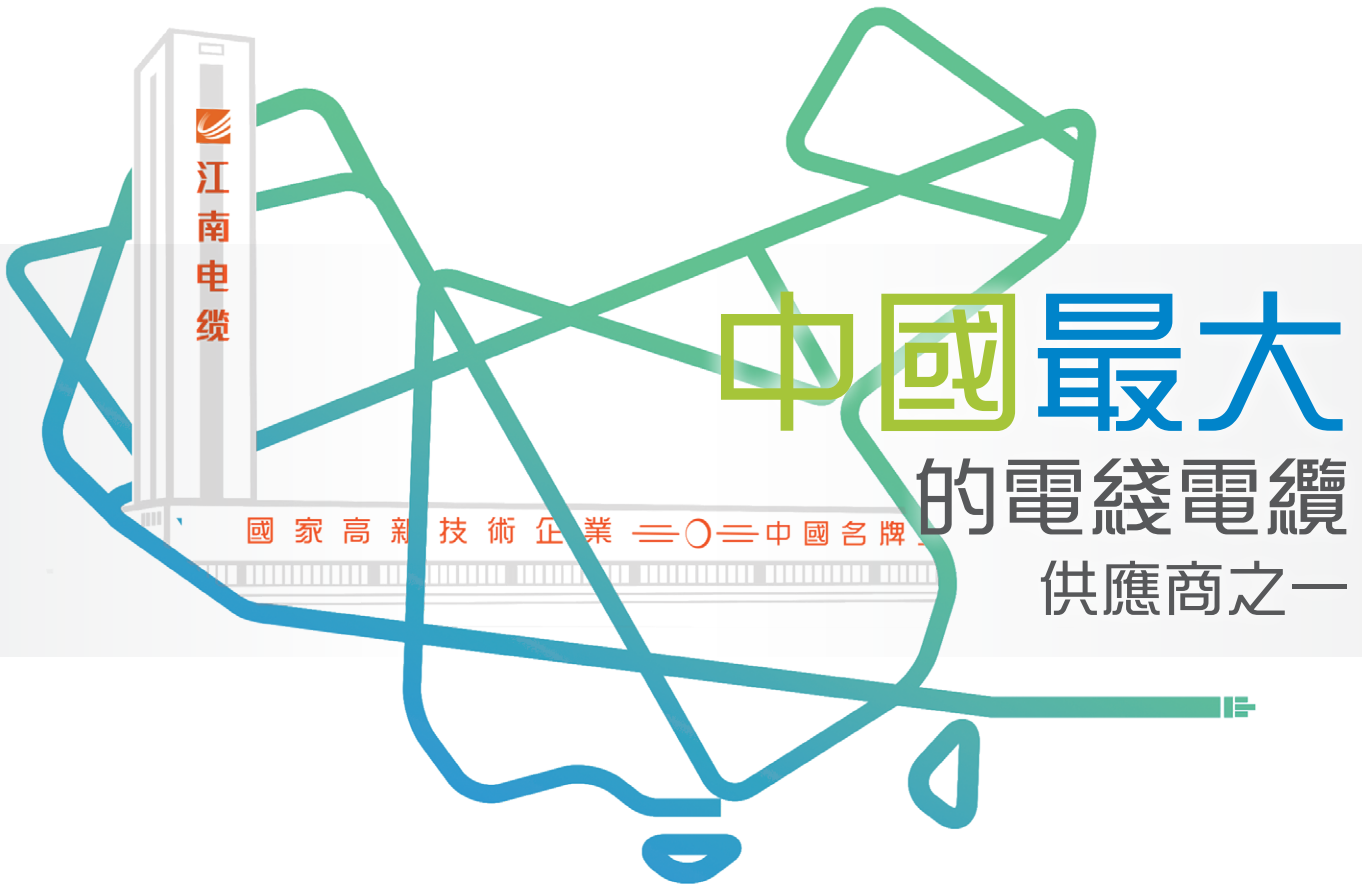 江南电缆
國家高新技術企業 中國名牌
中國最大
的電綫電纜
供應商之一